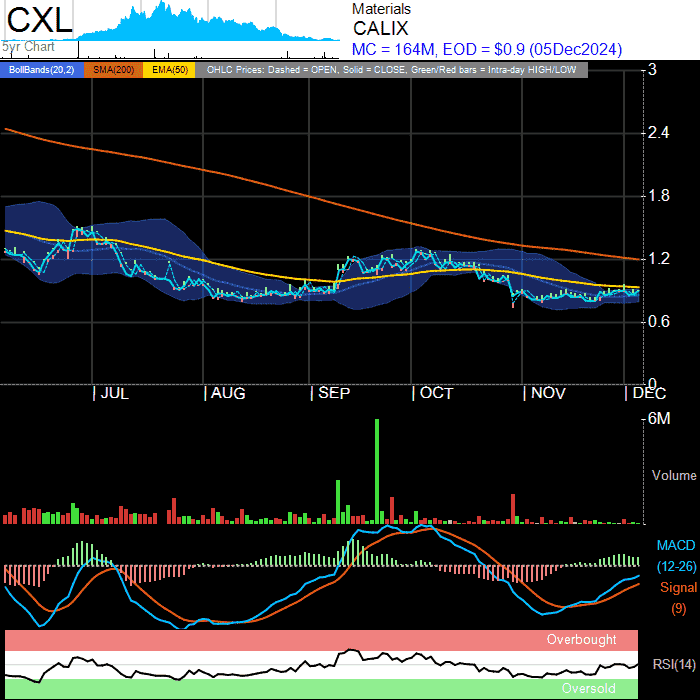 CXL
5yr Chart
Materials
CALIX
MC = 164M, EOD = $0.9 (05Dec2024)
BollBands(20,2) SMA(200) EMA(50) OHLC Prices: Dashed = OPEN, Solid = CLOSE, Green/Red bars = Intra-day HIGH/LOW
3
2.4
1.8
1.2
0.6
0
JUL AUG SEP OCT NOV DEC
6M
Volume
MACD
(12-26)
Signal
(9)
Overbought
RSI(14)
Oversold